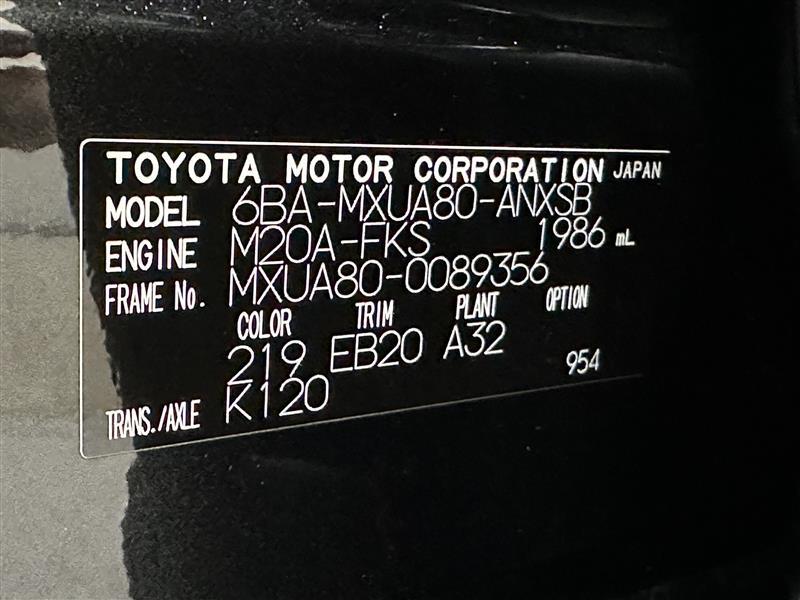 TOYOTA MOTOR CORPORATION JAPAN
MODEL 6BA-MXUA80-ANXSB
ENGINE M20A-FKS 1986 mL
FRAME No. MXUA80-0089356
COLOR TRIM PLANT OPTION
219 EB20 A32 954
TRANS./AXLE K120